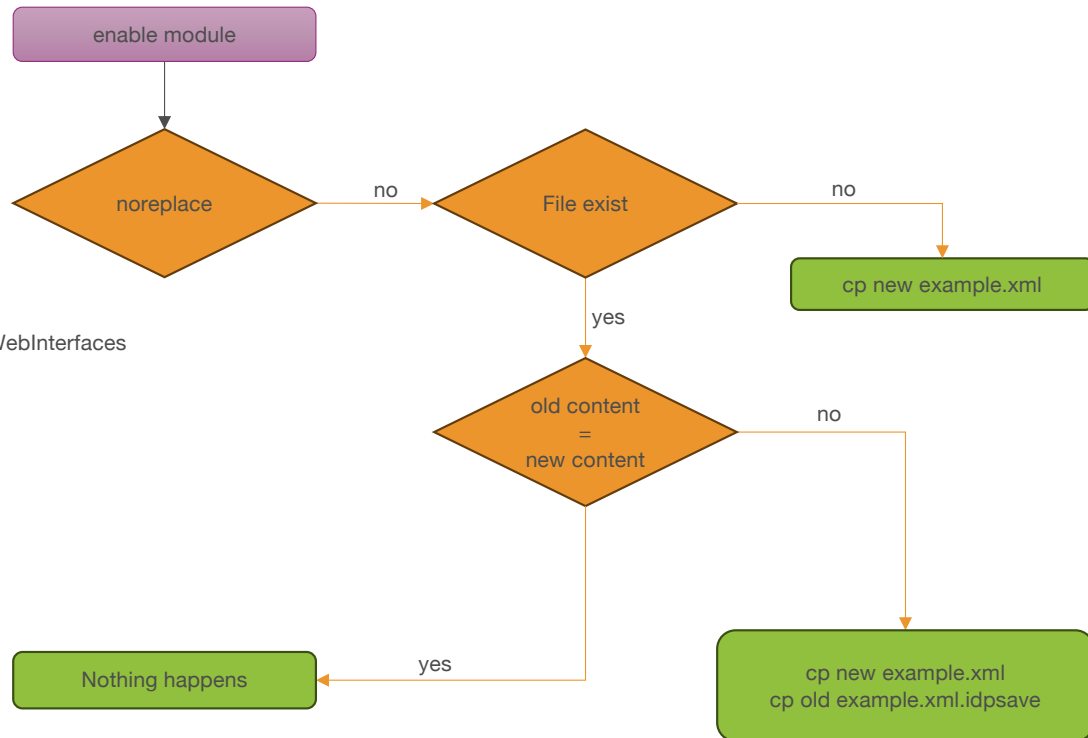 enable module
noreplace
no
File exist
no
cp new example.xml
yes
WebInterfaces
old content
=
new content
no
Nothing happens
yes
cp new example.xml
cp old example.xml.idpsave